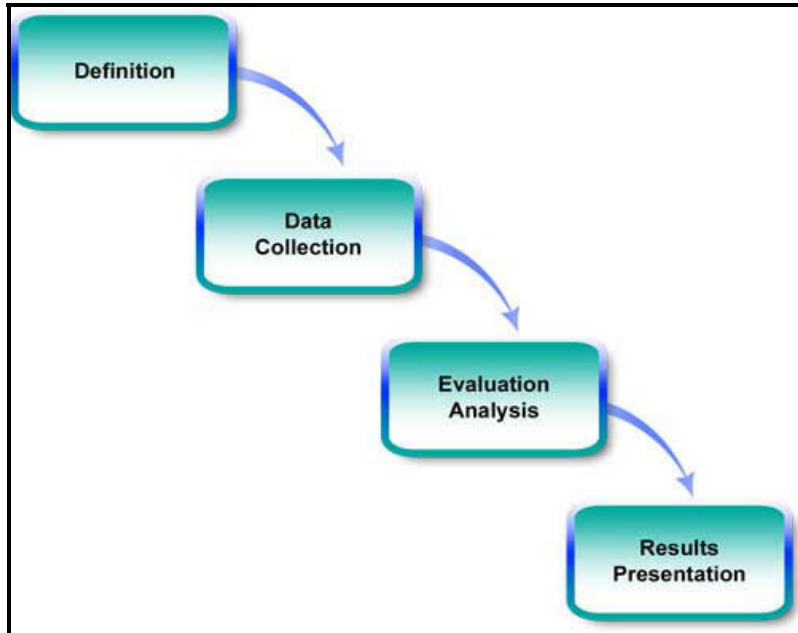 Definition
Data
Collection
Evaluation
Analysis
Results
Presentation